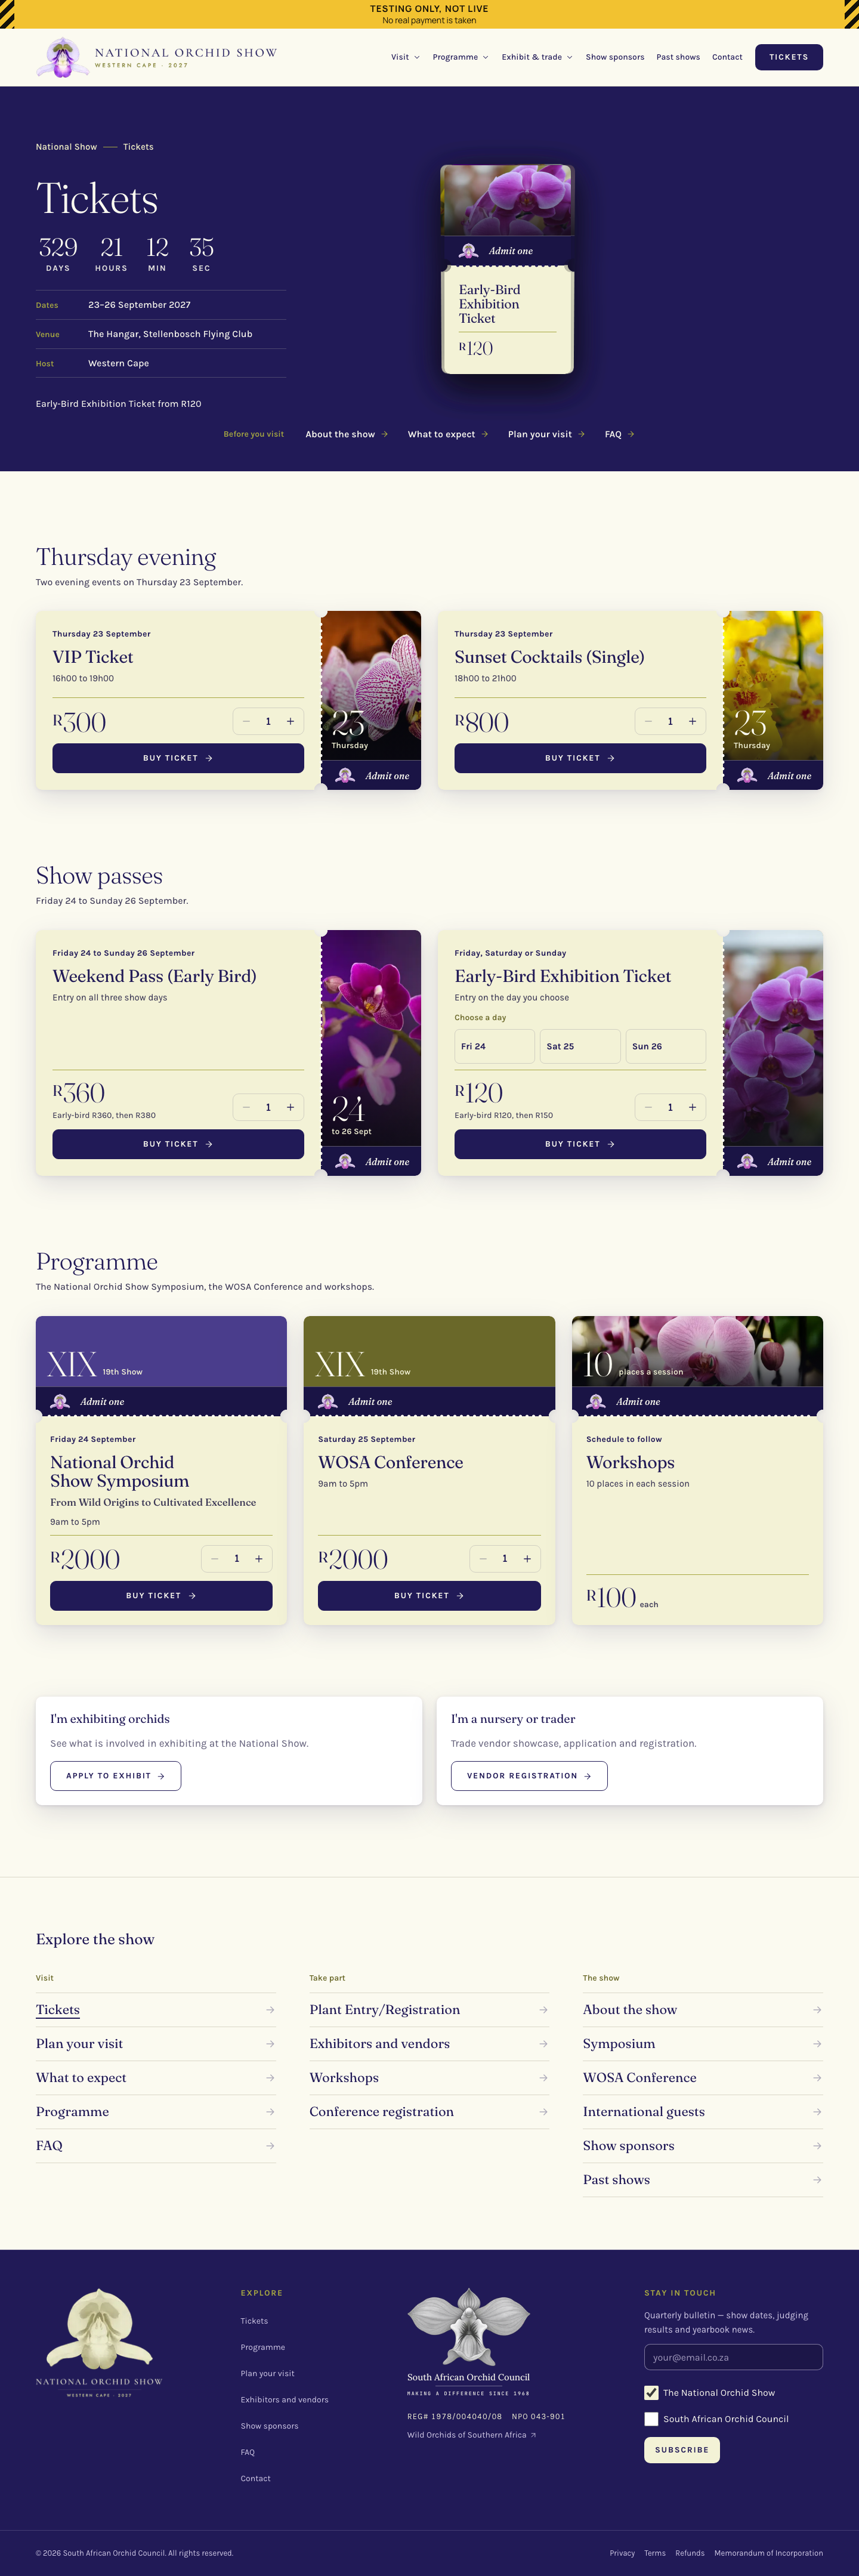 TESTING ONLY, NOT LIVE
No real payment is taken
NATIONAL ORCHID SHOW
WESTERN CAPE · 2027
Visit
Programme
Exhibit & trade
Show sponsors
Past shows
Contact
TICKETS
National Show — Tickets
Tickets
329 21 12 35
DAYS HOURS MIN SEC
Dates 23–26 September 2027
Venue The Hangar, Stellenbosch Flying Club
Host Western Cape
Early-Bird Exhibition Ticket from R120
Admit one
Early-Bird
Exhibition
Ticket
R120
Before you visit
About the show →
What to expect →
Plan your visit →
FAQ →
Thursday evening
Two evening events on Thursday 23 September.
Thursday 23 September
VIP Ticket
16h00 to 19h00
R300
− 1 +
BUY TICKET →
23
Thursday
Admit one
Thursday 23 September
Sunset Cocktails (Single)
18h00 to 21h00
R800
− 1 +
BUY TICKET →
23
Thursday
Admit one
Show passes
Friday 24 to Sunday 26 September.
Friday 24 to Sunday 26 September
Weekend Pass (Early Bird)
Entry on all three show days
R360
Early-bird R360, then R380
− 1 +
BUY TICKET →
24
to 26 Sept
Admit one
Friday, Saturday or Sunday
Early-Bird Exhibition Ticket
Entry on the day you choose
Choose a day
Fri 24
Sat 25
Sun 26
R120
Early-bird R120, then R150
− 1 +
BUY TICKET →
Admit one
Programme
The National Orchid Show Symposium, the WOSA Conference and workshops.
XIX 19th Show
Admit one
Friday 24 September
National Orchid
Show Symposium
From Wild Origins to Cultivated Excellence
9am to 5pm
R2000
− 1 +
BUY TICKET →
XIX 19th Show
Admit one
Saturday 25 September
WOSA Conference
9am to 5pm
R2000
− 1 +
BUY TICKET →
10 places a session
Admit one
Schedule to follow
Workshops
10 places in each session
R100 each
I'm exhibiting orchids
See what is involved in exhibiting at the National Show.
APPLY TO EXHIBIT →
I'm a nursery or trader
Trade vendor showcase, application and registration.
VENDOR REGISTRATION →
Explore the show
Visit
Tickets →
Plan your visit →
What to expect →
Programme →
FAQ →
Take part
Plant Entry/Registration →
Exhibitors and vendors →
Workshops →
Conference registration →
The show
About the show →
Symposium →
WOSA Conference →
International guests →
Show sponsors →
Past shows →
NATIONAL ORCHID SHOW
WESTERN CAPE · 2027
EXPLORE
Tickets
Programme
Plan your visit
Exhibitors and vendors
Show sponsors
FAQ
Contact
South African Orchid Council
MAKING A DIFFERENCE SINCE 1968
REG# 1978/004040/08 NPO 043-901
Wild Orchids of Southern Africa ↗
STAY IN TOUCH
Quarterly bulletin — show dates, judging
results and yearbook news.
your@email.co.za
The National Orchid Show
South African Orchid Council
SUBSCRIBE
© 2026 South African Orchid Council. All rights reserved.
Privacy
Terms
Refunds
Memorandum of Incorporation